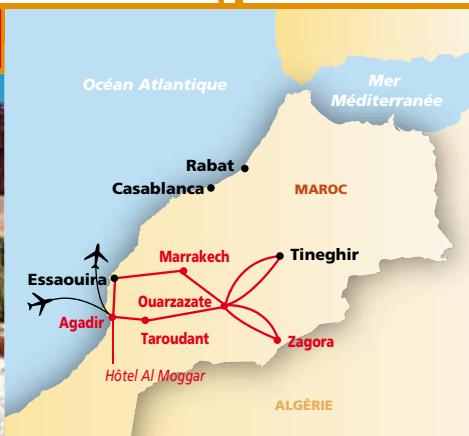 Océan Atlantique
Mer
Méditerranée
Rabat
Casablanca
MAROC
Marrakech
Tineghir
Essaouira
Ouarzazate
Agadir
Taroudant
Zagora
Hôtel Al Moggar
ALGÉRIE